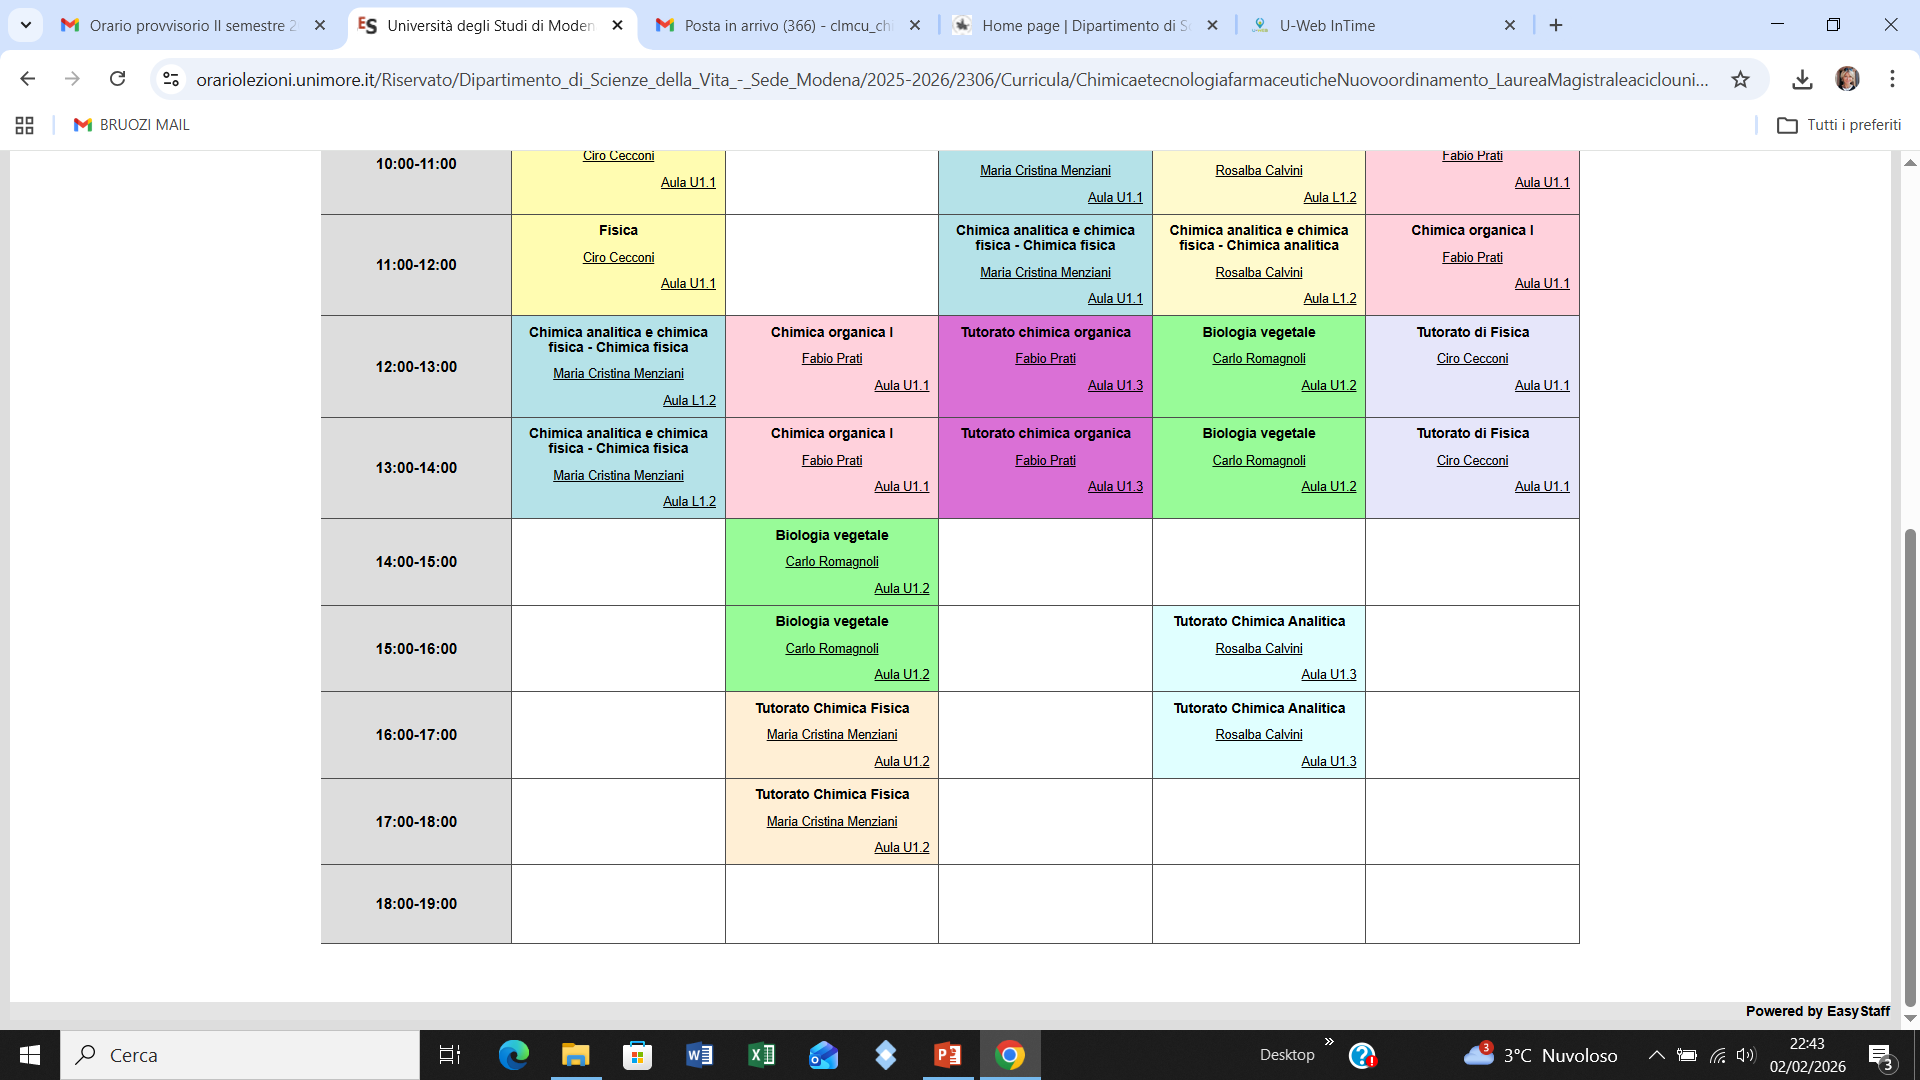 Orario provvisorio II semestre 2
Università degli Studi di Moden
Posta in arrivo (366) - clmcu_chi
Home page | Dipartimento di Sc
U-Web InTime
orariolezioni.unimore.it/Riservato/Dipartimento_di_Scienze_della_Vita_-_Sede_Modena/2025-2026/2306/Curricula/ChimicaetecnologiafarmaceuticheNuovoordinamento_LaureaMagistraleaciclouni...
BRUOZI MAIL
Tutti i preferiti
10:00-11:00
Ciro Cecconi
Aula U1.1
Maria Cristina Menziani
Aula U1.1
Rosalba Calvini
Aula L1.2
Fabio Prati
Aula U1.1
11:00-12:00
Fisica
Ciro Cecconi
Aula U1.1
Chimica analitica e chimica
fisica - Chimica fisica
Maria Cristina Menziani
Aula U1.1
Chimica analitica e chimica
fisica - Chimica analitica
Rosalba Calvini
Aula L1.2
Chimica organica I
Fabio Prati
Aula U1.1
12:00-13:00
Chimica analitica e chimica
fisica - Chimica fisica
Maria Cristina Menziani
Aula L1.2
Chimica organica I
Fabio Prati
Aula U1.1
Tutorato chimica organica
Fabio Prati
Aula U1.3
Biologia vegetale
Carlo Romagnoli
Aula U1.2
Tutorato di Fisica
Ciro Cecconi
Aula U1.1
13:00-14:00
Chimica analitica e chimica
fisica - Chimica fisica
Maria Cristina Menziani
Aula L1.2
Chimica organica I
Fabio Prati
Aula U1.1
Tutorato chimica organica
Fabio Prati
Aula U1.3
Biologia vegetale
Carlo Romagnoli
Aula U1.2
Tutorato di Fisica
Ciro Cecconi
Aula U1.1
14:00-15:00
Biologia vegetale
Carlo Romagnoli
Aula U1.2
15:00-16:00
Biologia vegetale
Carlo Romagnoli
Aula U1.2
Tutorato Chimica Analitica
Rosalba Calvini
Aula U1.3
16:00-17:00
Tutorato Chimica Fisica
Maria Cristina Menziani
Aula U1.2
Tutorato Chimica Analitica
Rosalba Calvini
Aula U1.3
17:00-18:00
Tutorato Chimica Fisica
Maria Cristina Menziani
Aula U1.2
18:00-19:00
Powered by EasyStaff
Cerca
Desktop
3
3°C Nuvoloso
22:43
02/02/2026
3